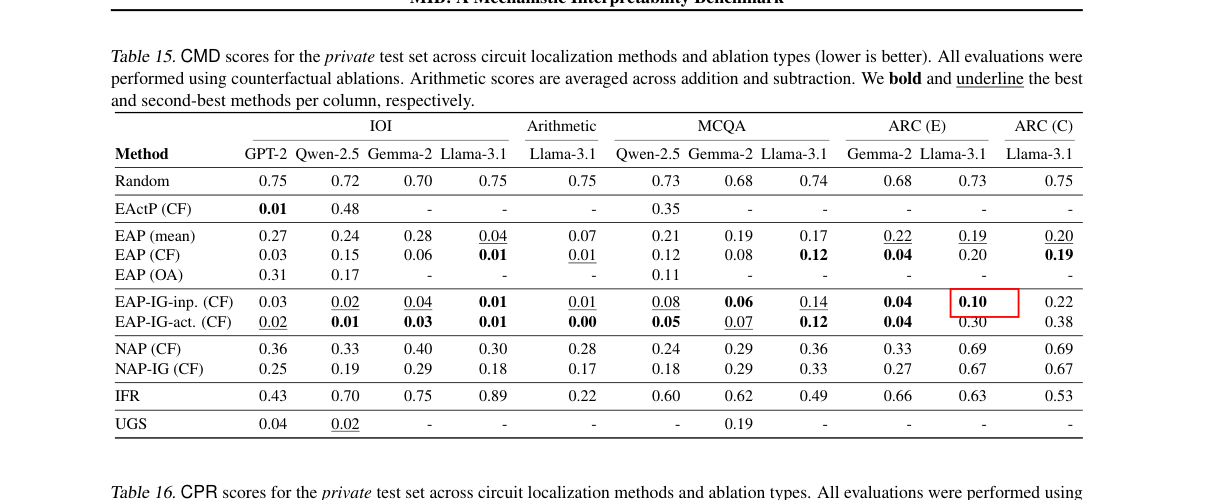 MIB: A Mechanistic Interpretability Benchmark
Table 15. CMD scores for the private test set across circuit localization methods and ablation types (lower is better). All evaluations were
performed using counterfactual ablations. Arithmetic scores are averaged across addition and subtraction. We bold and underline the best
and second-best methods per column, respectively.
IOI Arithmetic MCQA ARC (E) ARC (C)
Method GPT-2 Qwen-2.5 Gemma-2 Llama-3.1 Llama-3.1 Qwen-2.5 Gemma-2 Llama-3.1 Gemma-2 Llama-3.1 Llama-3.1
Random 0.75 0.72 0.70 0.75 0.75 0.73 0.68 0.74 0.68 0.73 0.75
EActP (CF) 0.01 0.48 - - - 0.35 - - - - -
EAP (mean) 0.27 0.24 0.28 0.04 0.07 0.21 0.19 0.17 0.22 0.19 0.20
EAP (CF) 0.03 0.15 0.06 0.01 0.01 0.12 0.08 0.12 0.04 0.20 0.19
EAP (OA) 0.31 0.17 - - - 0.11 - - - - -
EAP-IG-inp. (CF) 0.03 0.02 0.04 0.01 0.01 0.08 0.06 0.14 0.04 0.10 0.22
EAP-IG-act. (CF) 0.02 0.01 0.03 0.01 0.00 0.05 0.07 0.12 0.04 0.30 0.38
NAP (CF) 0.36 0.33 0.40 0.30 0.28 0.24 0.29 0.36 0.33 0.69 0.69
NAP-IG (CF) 0.25 0.19 0.29 0.18 0.17 0.18 0.29 0.33 0.27 0.67 0.67
IFR 0.43 0.70 0.75 0.89 0.22 0.60 0.62 0.49 0.66 0.63 0.53
UGS 0.04 0.02 - - - - 0.19 - - - -
Table 16. CPR scores for the private test set across circuit localization methods and ablation types. All evaluations were performed using